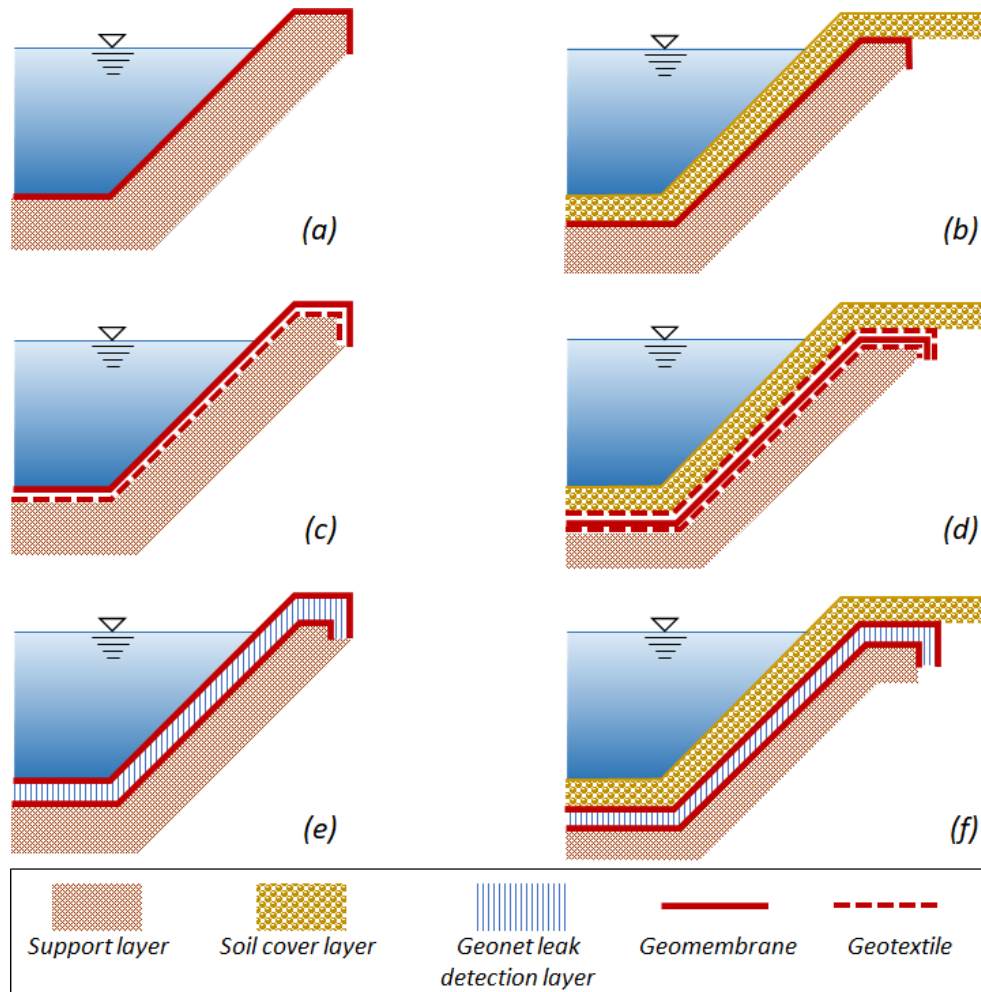 (a)
(b)
(c)
(d)
(e)
(f)
Support layer
Soil cover layer
Geonet leak
detection layer
Geomembrane
Geotextile